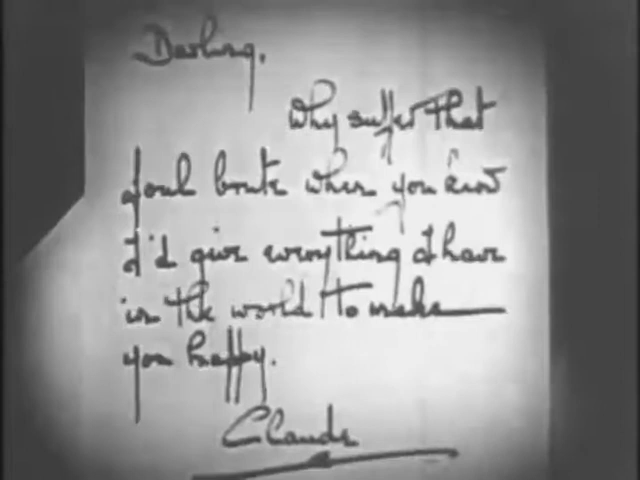 Darling,
Why suffer that
foul brute when you know
I'd give everything I have
in the world to make
you happy.
Claude